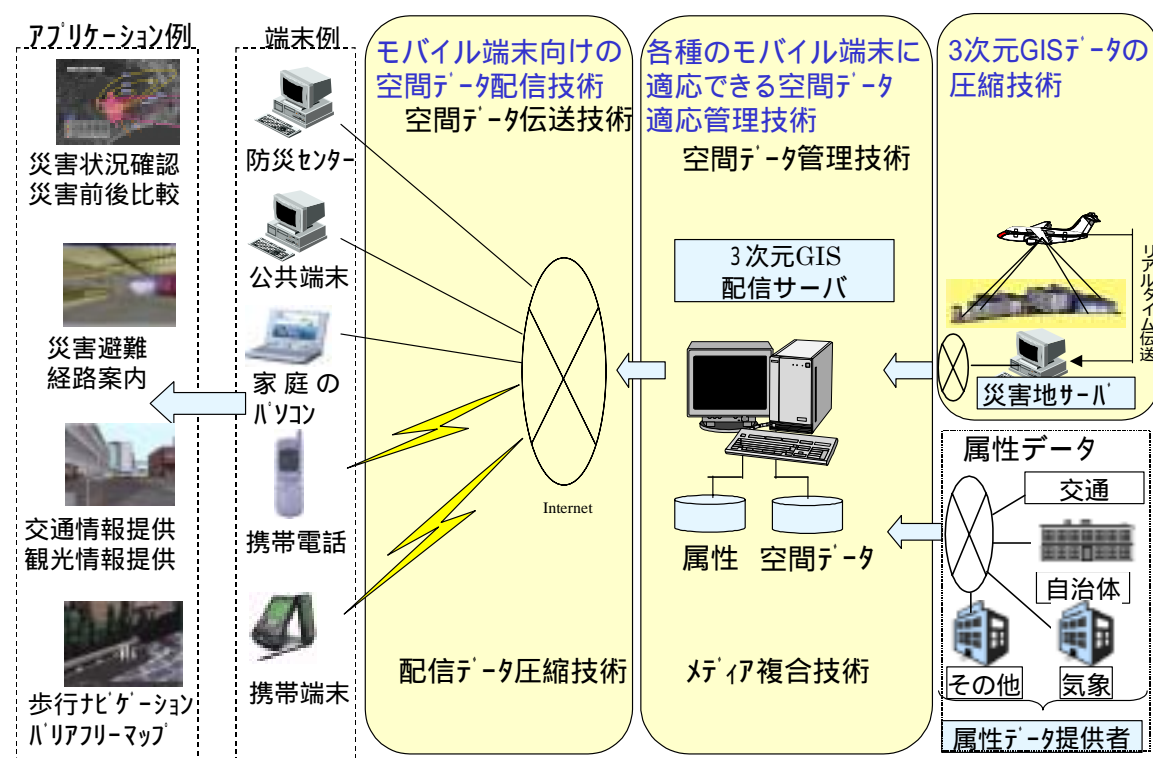 アプリケーション例
災害状況確認
災害前後比較
災害避難
経路案内
交通情報提供
観光情報提供
歩行ナビゲーション
バリアフリーマップ
端末例
防災センター
公共端末
家庭の
パソコン
携帯電話
携帯端末
モバイル端末向けの
空間データ配信技術
空間データ伝送技術
Internet
配信データ圧縮技術
各種のモバイル端末に
適応できる空間データ
適応管理技術
空間データ管理技術
3次元GIS
配信サーバ
属性
空間データ
メディア複合技術
3次元GISデータの
圧縮技術
リアルタイム伝送
災害地サーバ
属性データ
交通
自治体
その他
気象
属性データ提供者